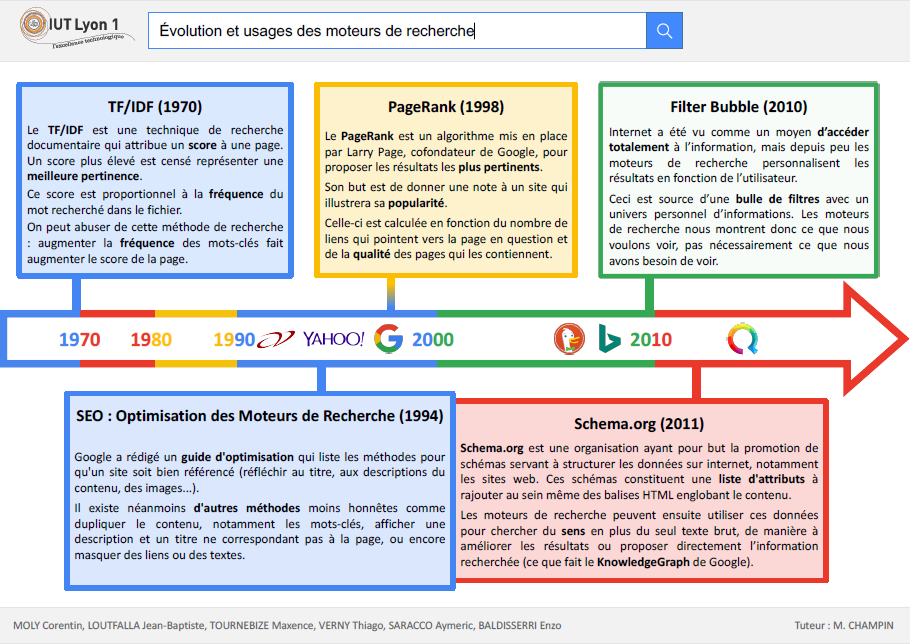 IUT Lyon 1
l'excellence technologique
Évolution et usages des moteurs de recherche
TF/IDF (1970)
Le TF/IDF est une technique de recherche
documentaire qui attribue un score à une page.
Un score plus élevé est censé représenter une
meilleure pertinence.
Ce score est proportionnel à la fréquence du
mot recherché dans le fichier.
On peut abuser de cette méthode de recherche
: augmenter la fréquence des mots-clés fait
augmenter le score de la page.
PageRank (1998)
Le PageRank est un algorithme mis en place
par Larry Page, cofondateur de Google, pour
proposer les résultats les plus pertinents.
Son but est de donner une note à un site qui
illustrera sa popularité.
Celle-ci est calculée en fonction du nombre de
liens qui pointent vers la page en question et
de la qualité des pages qui les contiennent.
Filter Bubble (2010)
Internet a été vu comme un moyen d'accéder
totalement à l'information, mais depuis peu les
moteurs de recherche personnalisent les
résultats en fonction de l'utilisateur.
Ceci est source d'une bulle de filtres avec un
univers personnel d'informations. Les moteurs
de recherche nous montrent donc ce que nous
voulons voir, pas nécessairement ce que nous
avons besoin de voir.
1970 1980 1990 YAHOO! 2000 2010
SEO : Optimisation des Moteurs de Recherche (1994)
Google a rédigé un guide d'optimisation qui liste les méthodes pour
qu'un site soit bien référencé (réfléchir au titre, aux descriptions du
contenu, des images...).
Il existe néanmoins d'autres méthodes moins honnêtes comme
dupliquer le contenu, notamment les mots-clés, afficher une
description et un titre ne correspondant pas à la page, ou encore
masquer des liens ou des textes.
Schema.org (2011)
Schema.org est une organisation ayant pour but la promotion de
schémas servant à structurer les données sur internet, notamment
les sites web. Ces schémas constituent une liste d'attributs à
rajouter au sein même des balises HTML englobant le contenu.
Les moteurs de recherche peuvent ensuite utiliser ces données
pour chercher du sens en plus du seul texte brut, de manière à
améliorer les résultats ou proposer directement l'information
recherchée (ce que fait le KnowledgeGraph de Google).
MOLY Corentin, LOUTFALLA Jean-Baptiste, TOURNEBIZE Maxence, VERNY Thiago, SARACCO Aymeric, BALDISSERRI Enzo
Tuteur : M. CHAMPIN